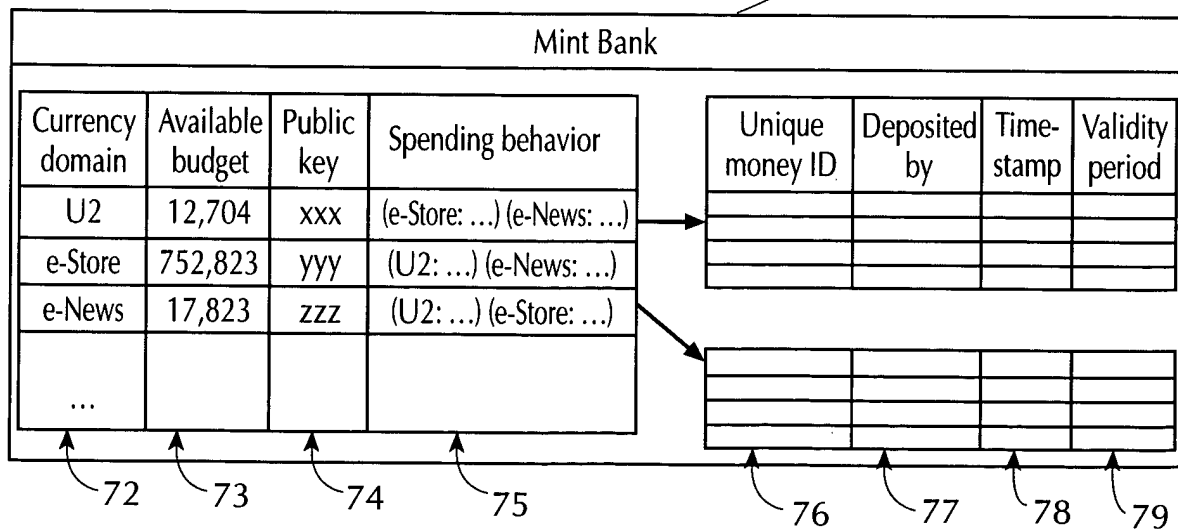 Mint Bank
Currency domain Available budget Public key Spending behavior
U2 12,704 xxx (e-Store: ...) (e-News: ...)
e-Store 752,823 yyy (U2: ...) (e-News: ...)
e-News 17,823 zzz (U2: ...) (e-Store: ...)
...
Unique money ID Deposited by Time-stamp Validity period
72 73 74 75 76 77 78 79